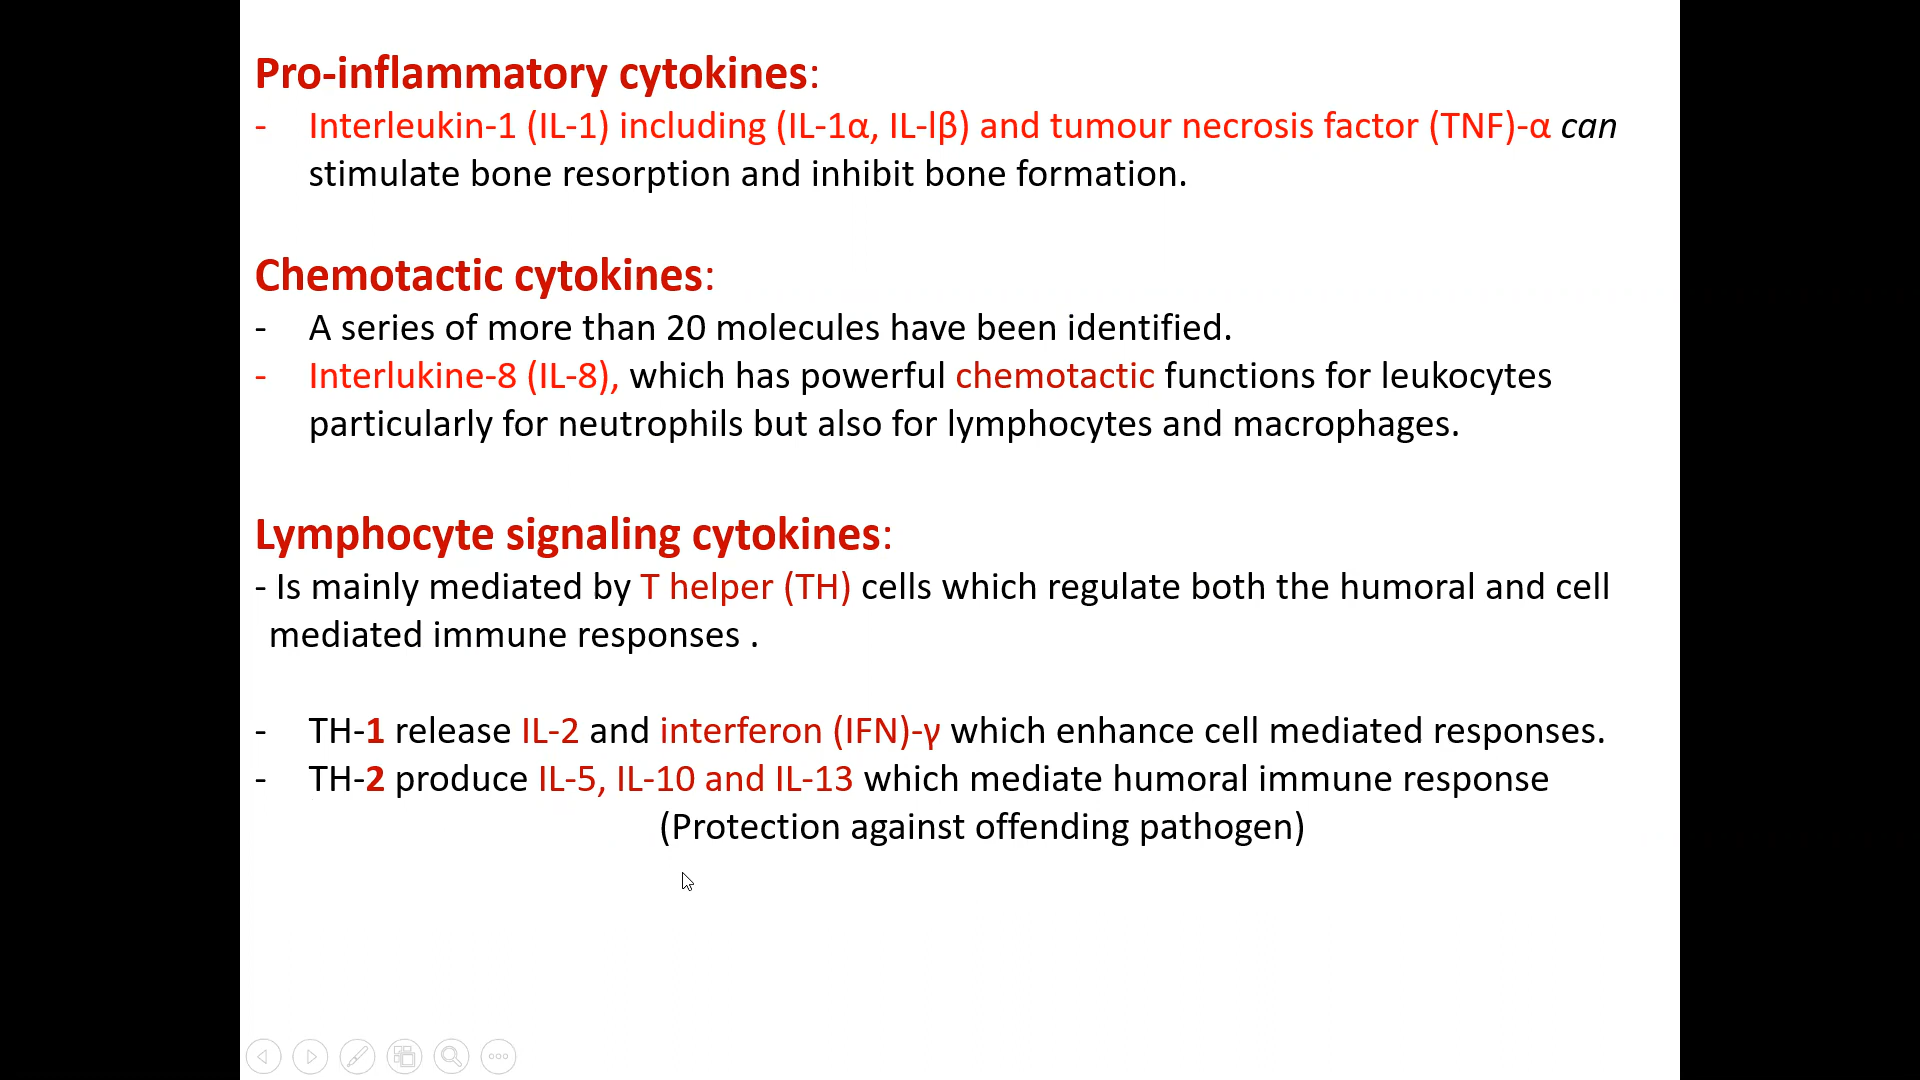 Pro-inflammatory cytokines:
- Interleukin-1 (IL-1) including (IL-1α, IL-lβ) and tumour necrosis factor (TNF)-α can
stimulate bone resorption and inhibit bone formation.
Chemotactic cytokines:
- A series of more than 20 molecules have been identified.
- Interlukine-8 (IL-8), which has powerful chemotactic functions for leukocytes
particularly for neutrophils but also for lymphocytes and macrophages.
Lymphocyte signaling cytokines:
- Is mainly mediated by T helper (TH) cells which regulate both the humoral and cell
mediated immune responses .
- TH-1 release IL-2 and interferon (IFN)-γ which enhance cell mediated responses.
- TH-2 produce IL-5, IL-10 and IL-13 which mediate humoral immune response
(Protection against offending pathogen)